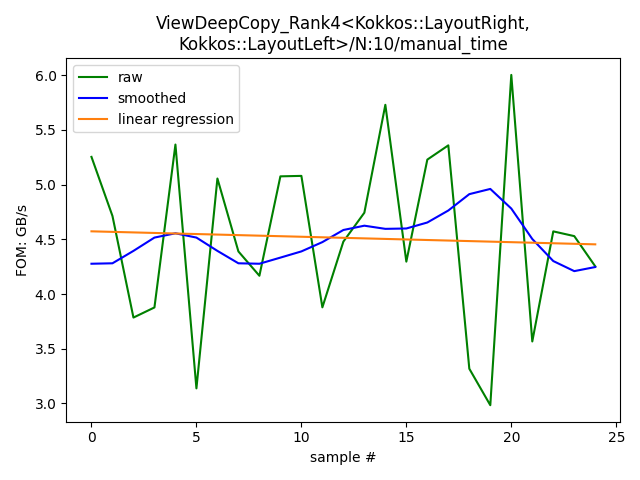 ViewDeepCopy_Rank4<Kokkos::LayoutRight,
Kokkos::LayoutLeft>/N:10/manual_time
raw
smoothed
linear regression
FOM: GB/s
6.0
5.5
5.0
4.5
4.0
3.5
3.0
0
5
10
15
20
25
sample #